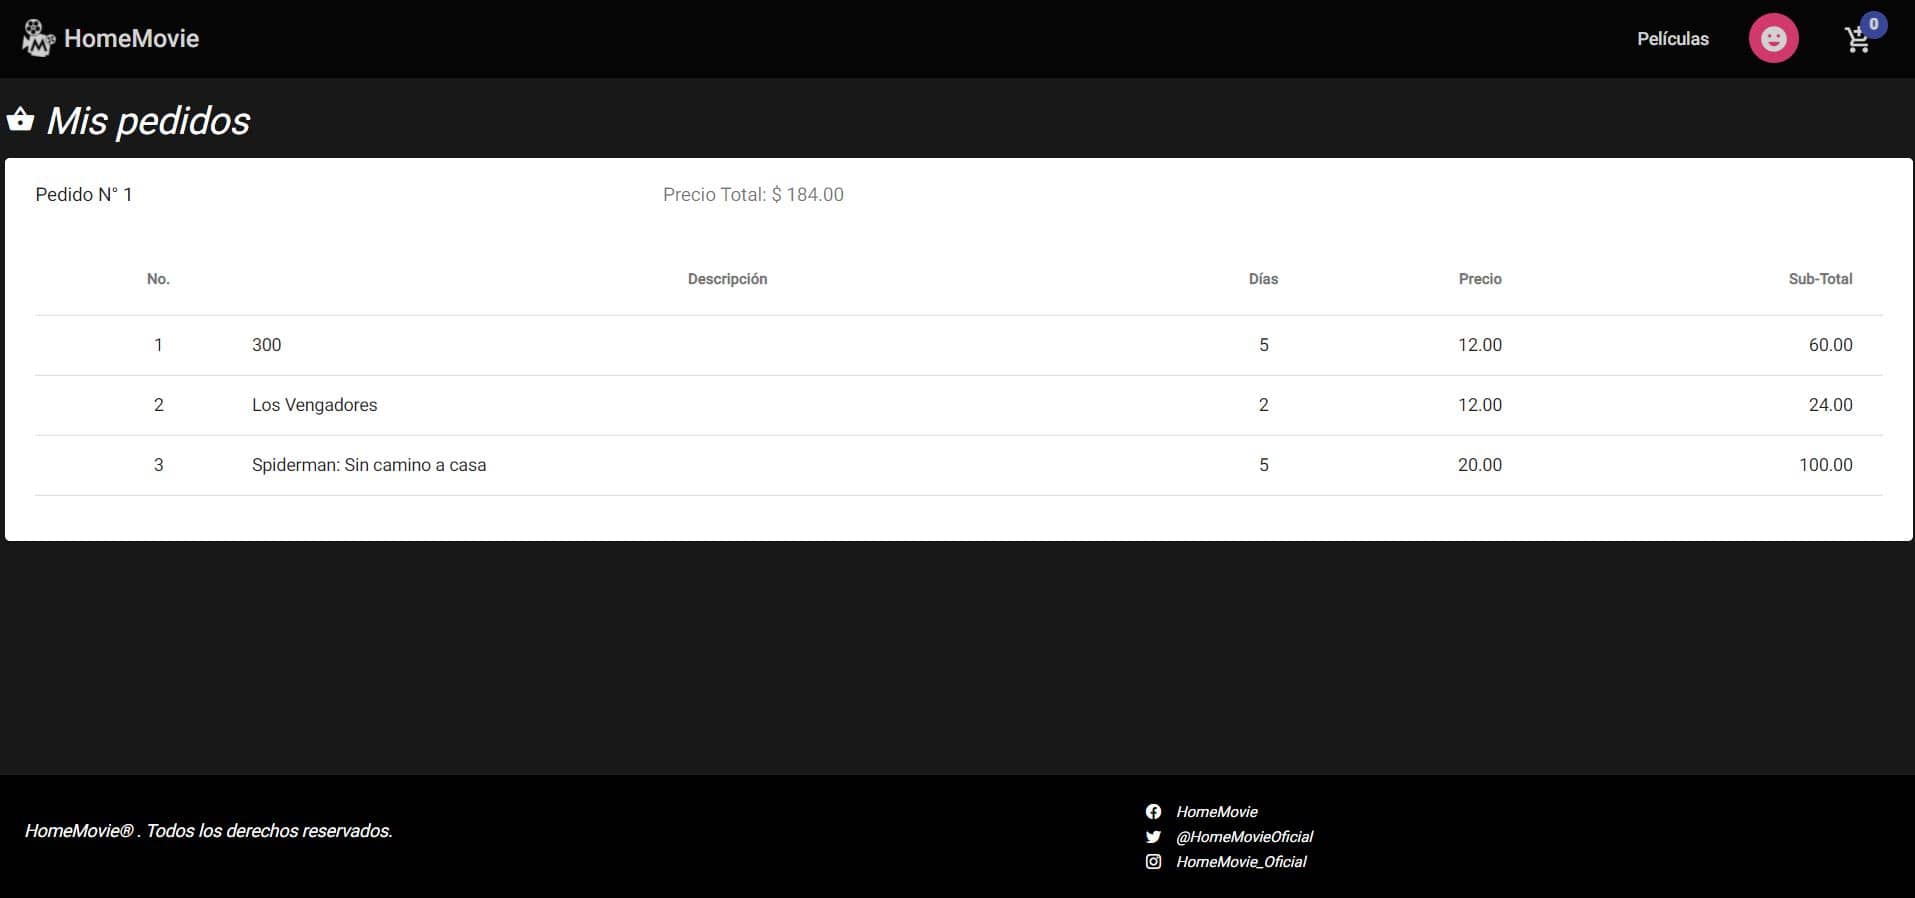 HomeMovie
Películas
0
Mis pedidos
Pedido N° 1 Precio Total: $ 184.00
No. Descripción Días Precio Sub-Total
1 300 5 12.00 60.00
2 Los Vengadores 2 12.00 24.00
3 Spiderman: Sin camino a casa 5 20.00 100.00
HomeMovie® . Todos los derechos reservados.
HomeMovie
@HomeMovieOficial
HomeMovie_Oficial